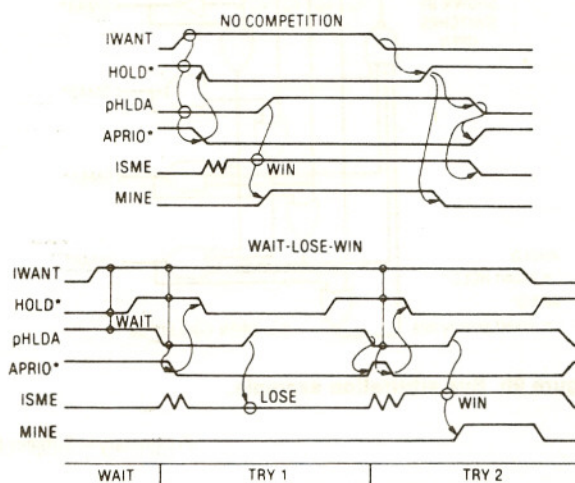 NO COMPETITION
IWANT
HOLD*
pHLDA
APRIO*
ISME
WIN
MINE
WAIT-LOSE-WIN
IWANT
HOLD*
WAIT
pHLDA
APRIO*
ISME
LOSE
WIN
MINE
WAIT
TRY 1
TRY 2